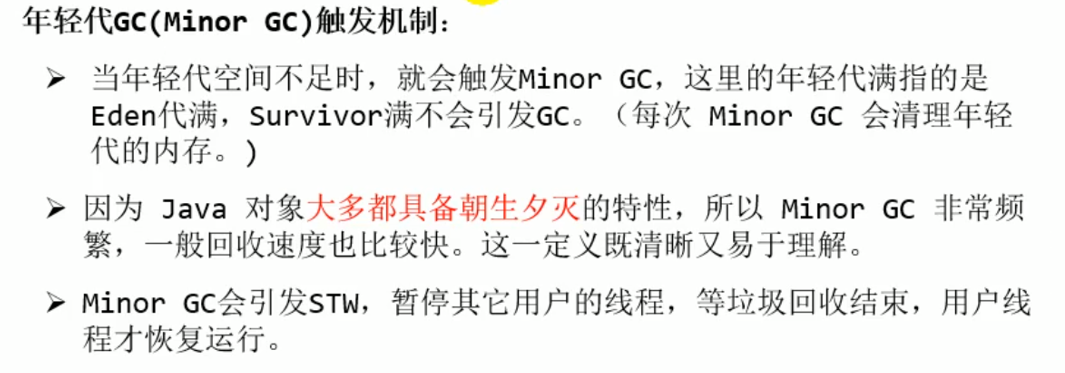 年轻代GC(Minor GC)触发机制：
➢ 当年轻代空间不足时，就会触发Minor GC，这里的年轻代满指的是
Eden代满，Survivor满不会引发GC。（每次 Minor GC 会清理年轻
代的内存。)
➢ 因为 Java 对象大多都具备朝生夕灭的特性，所以 Minor GC 非常频
繁，一般回收速度也比较快。这一定义既清晰又易于理解。
➢ Minor GC会引发STW，暂停其它用户的线程，等垃圾回收结束，用户线
程才恢复运行。